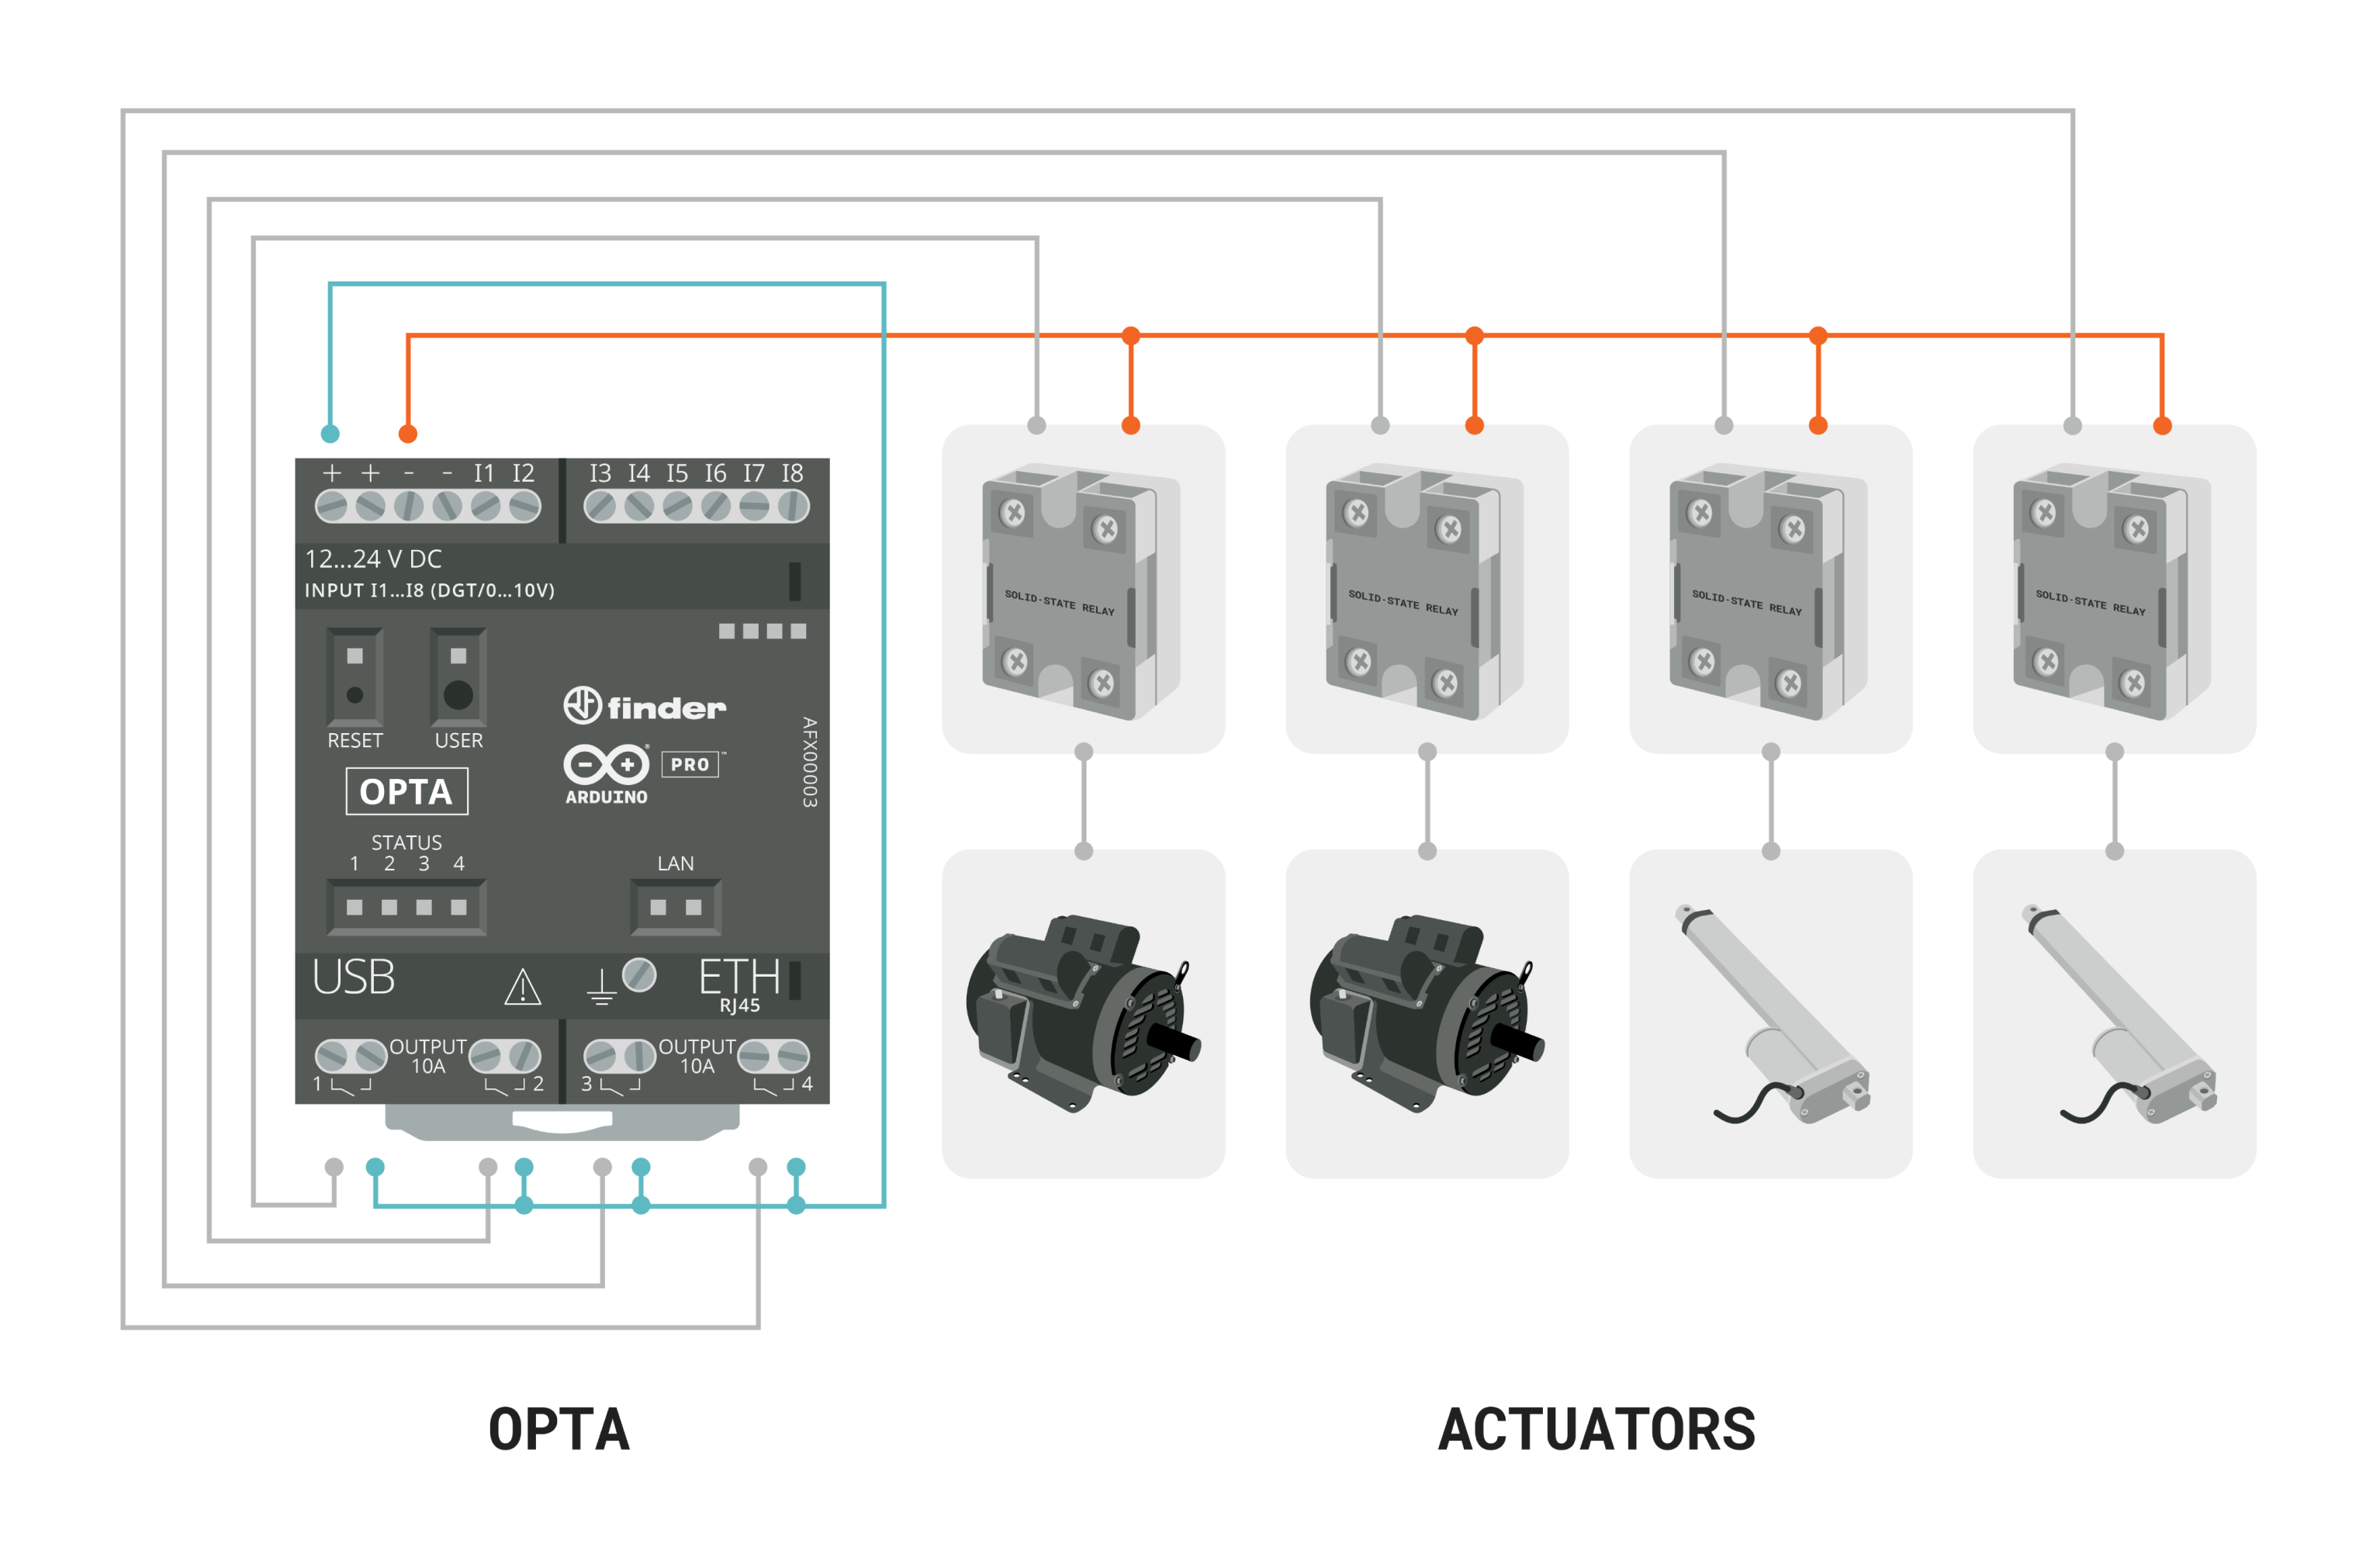 + + - - I1 I2 I3 I4 I5 I6 I7 I8
12...24 V DC
INPUT I1...I8 (DGT/0...10V)
RESET USER
finder
PRO ™
ARDUINO
®
AFX00003
OPTA
STATUS
1 2 3 4
LAN
USB
ETH
RJ45
OUTPUT
10A
OUTPUT
10A
1 2 3 4
SOLID-STATE RELAY
SOLID-STATE RELAY
SOLID-STATE RELAY
SOLID-STATE RELAY
OPTA
ACTUATORS